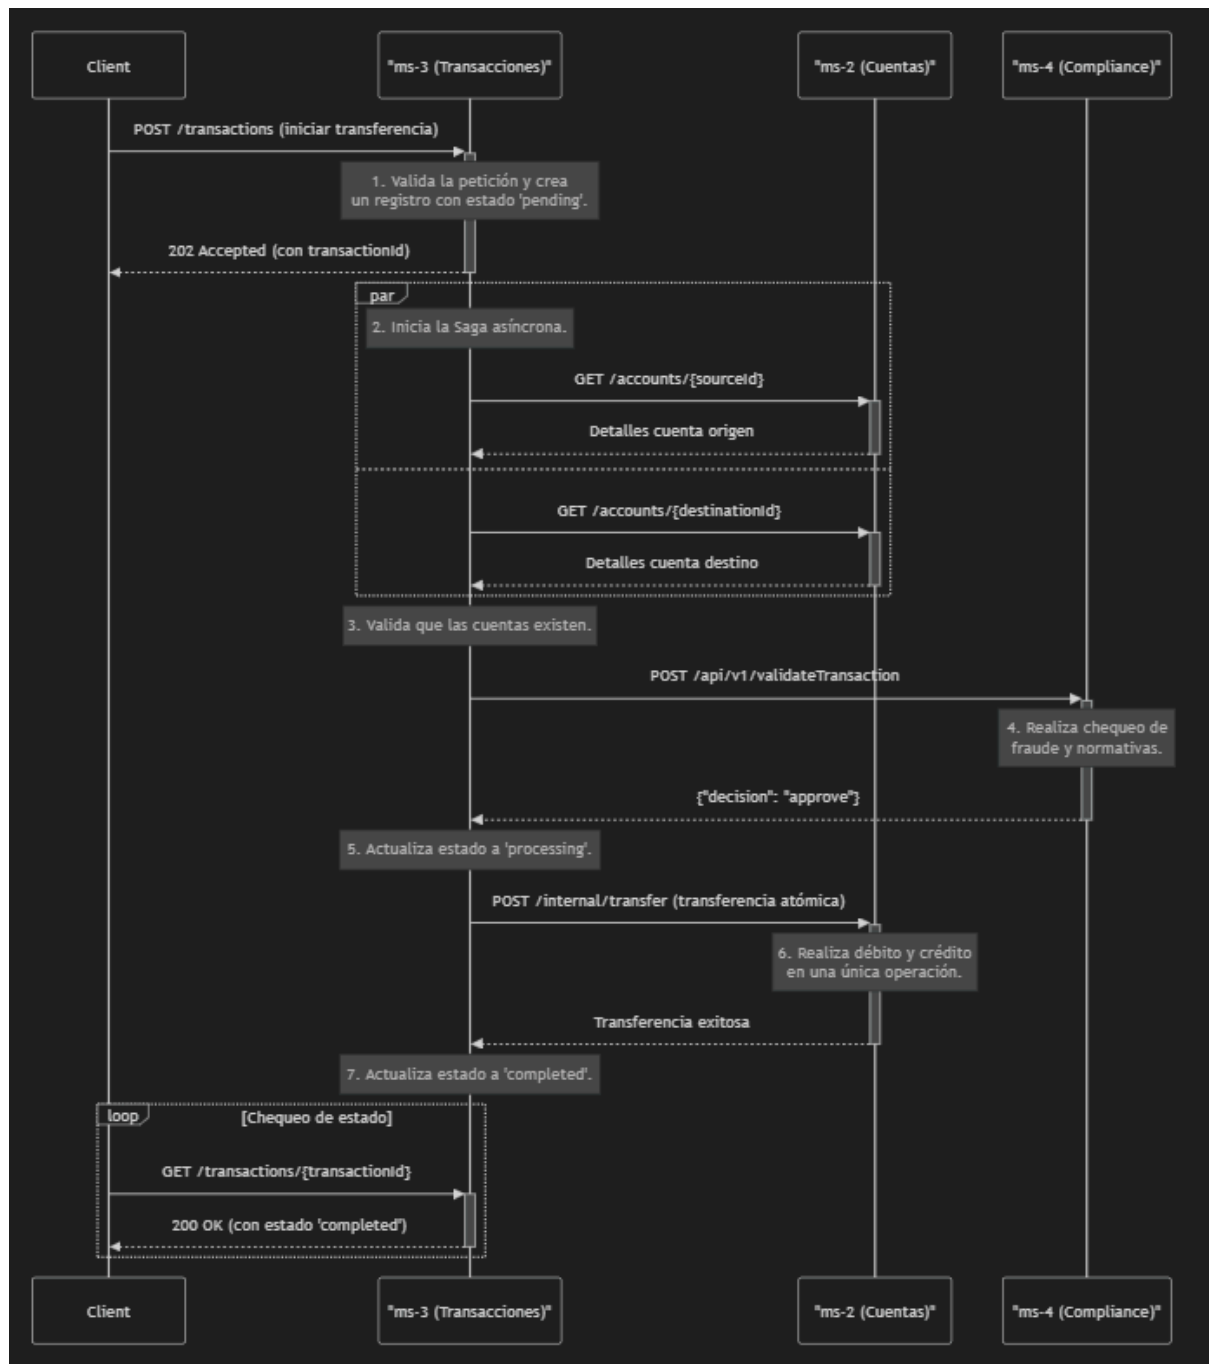 Client
"ms-3 (Transacciones)"
"ms-2 (Cuentas)"
"ms-4 (Compliance)"
POST /transactions (iniciar transferencia)
1. Valida la petición y crea
un registro con estado 'pending'.
202 Accepted (con transactionId)
par
2. Inicia la Saga asíncrona.
GET /accounts/{sourceId}
Detalles cuenta origen
GET /accounts/{destinationId}
Detalles cuenta destino
3. Valida que las cuentas existen.
POST /api/v1/validateTransaction
4. Realiza chequeo de
fraude y normativas.
{"decision": "approve"}
5. Actualiza estado a 'processing'.
POST /internal/transfer (transferencia atómica)
6. Realiza débito y crédito
en una única operación.
Transferencia exitosa
7. Actualiza estado a 'completed'.
loop
[Chequeo de estado]
GET /transactions/{transactionId}
200 OK (con estado 'completed')
Client
"ms-3 (Transacciones)"
"ms-2 (Cuentas)"
"ms-4 (Compliance)"